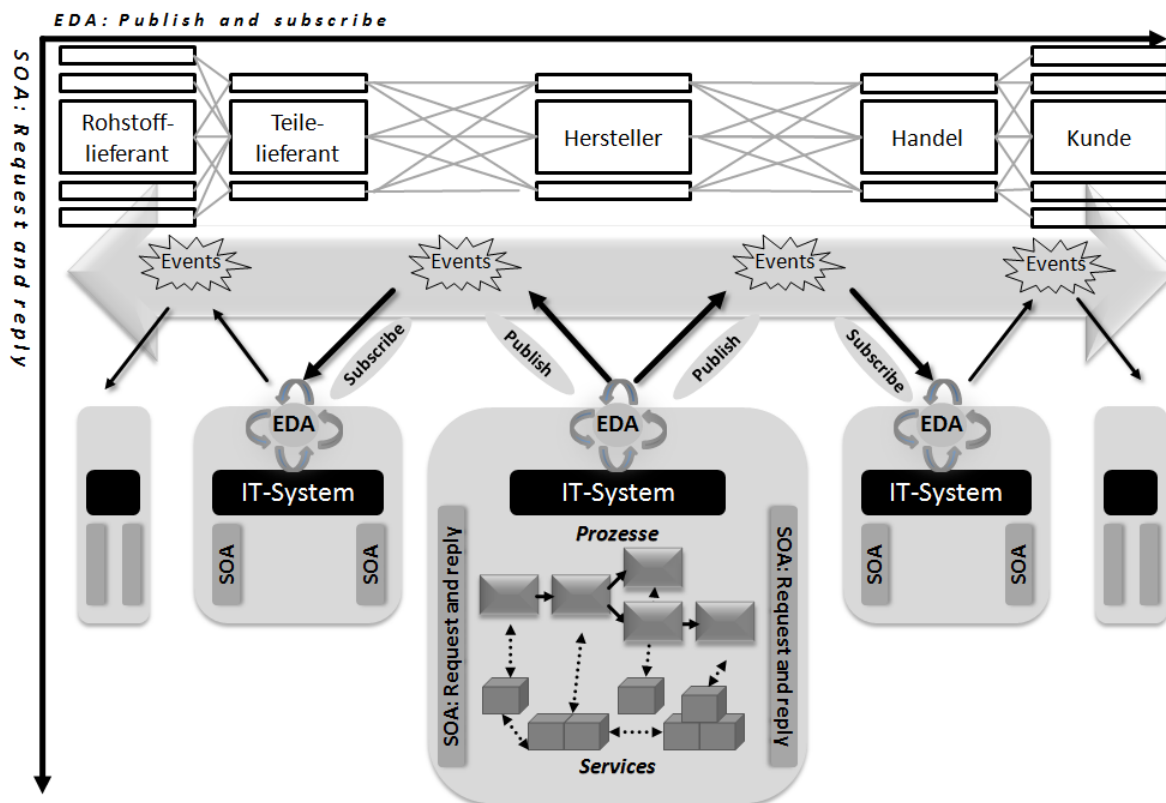 EDA: Publish and subscribe
SOA: Request and reply
Rohstoff-
lieferant
Teile-
lieferant
Hersteller
Handel
Kunde
Events
Events
Events
Events
Subscribe
Publish
Publish
Subscribe
EDA
EDA
EDA
IT-System
IT-System
IT-System
SOA
SOA
SOA: Request and reply
Prozesse
Services
SOA: Request and reply
SOA
SOA